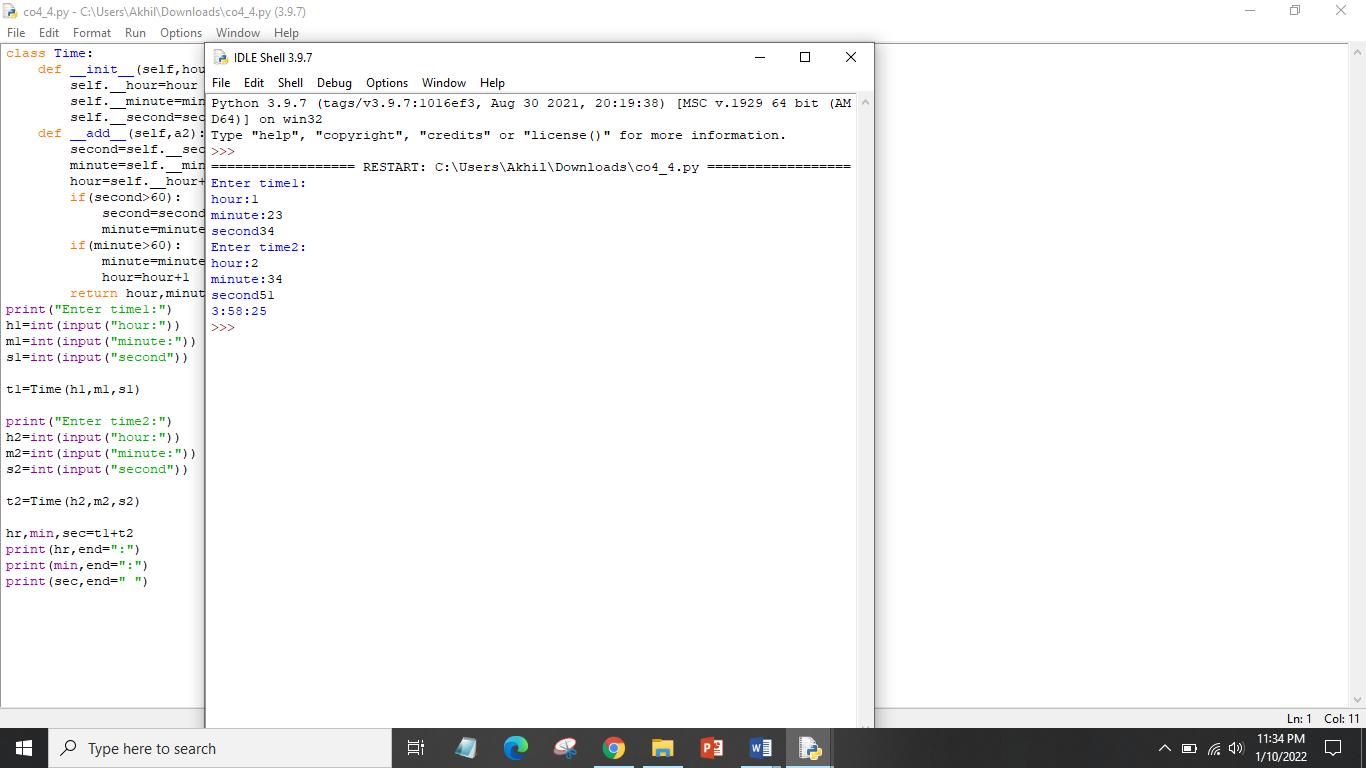 co4_4.py - C:\Users\Akhil\Downloads\co4_4.py (3.9.7)
File Edit Format Run Options Window Help
class Time:
    def __init__(self,hou
        self.__hour=hour
        self.__minute=min
        self.__second=sec
    def __add__(self,a2):
        second=self.__sec
        minute=self.__min
        hour=self.__hour+
        if(second>60):
            second=second
            minute=minute
        if(minute>60):
            minute=minute
            hour=hour+1
        return hour,minut
print("Enter time1:")
h1=int(input("hour:"))
m1=int(input("minute:"))
s1=int(input("second"))
t1=Time(h1,m1,s1)
print("Enter time2:")
h2=int(input("hour:"))
m2=int(input("minute:"))
s2=int(input("second"))
t2=Time(h2,m2,s2)
hr,min,sec=t1+t2
print(hr,end=":")
print(min,end=":")
print(sec,end=" ")
IDLE Shell 3.9.7
File Edit Shell Debug Options Window Help
Python 3.9.7 (tags/v3.9.7:1016ef3, Aug 30 2021, 20:19:38) [MSC v.1929 64 bit (AM
D64)] on win32
Type "help", "copyright", "credits" or "license()" for more information.
>>>
================== RESTART: C:\Users\Akhil\Downloads\co4_4.py ==================
Enter time1:
hour:1
minute:23
second34
Enter time2:
hour:2
minute:34
second51
3:58:25
>>>
Ln: 1 Col: 11
Type here to search
11:34 PM
1/10/2022